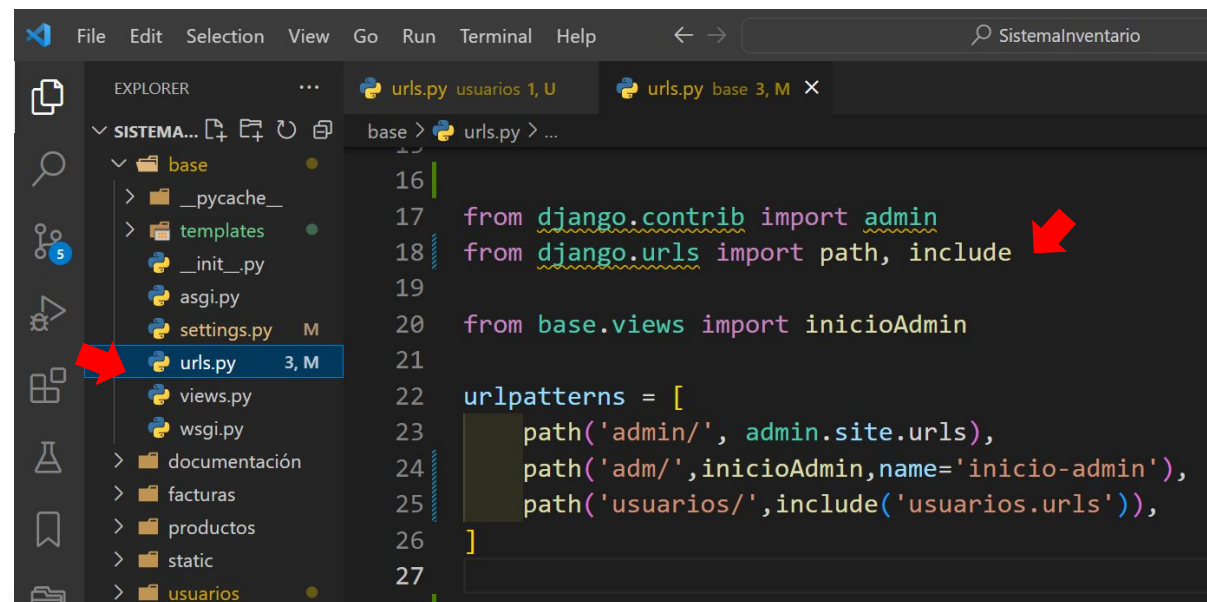 File Edit Selection View Go Run Terminal Help SistemaInventario
EXPLORER ...
urls.py usuarios 1, U
urls.py base 3, M
SISTEMA...
base > urls.py > ...
base
__pycache__
templates
__init__.py
asgi.py
settings.py M
urls.py 3, M
views.py
wsgi.py
documentación
facturas
productos
static
usuarios
5
16
17 from django.contrib import admin
18 from django.urls import path, include
19
20 from base.views import inicioAdmin
21
22 urlpatterns = [
23 path('admin/', admin.site.urls),
24 path('adm/',inicioAdmin,name='inicio-admin'),
25 path('usuarios/',include('usuarios.urls')),
26 ]
27